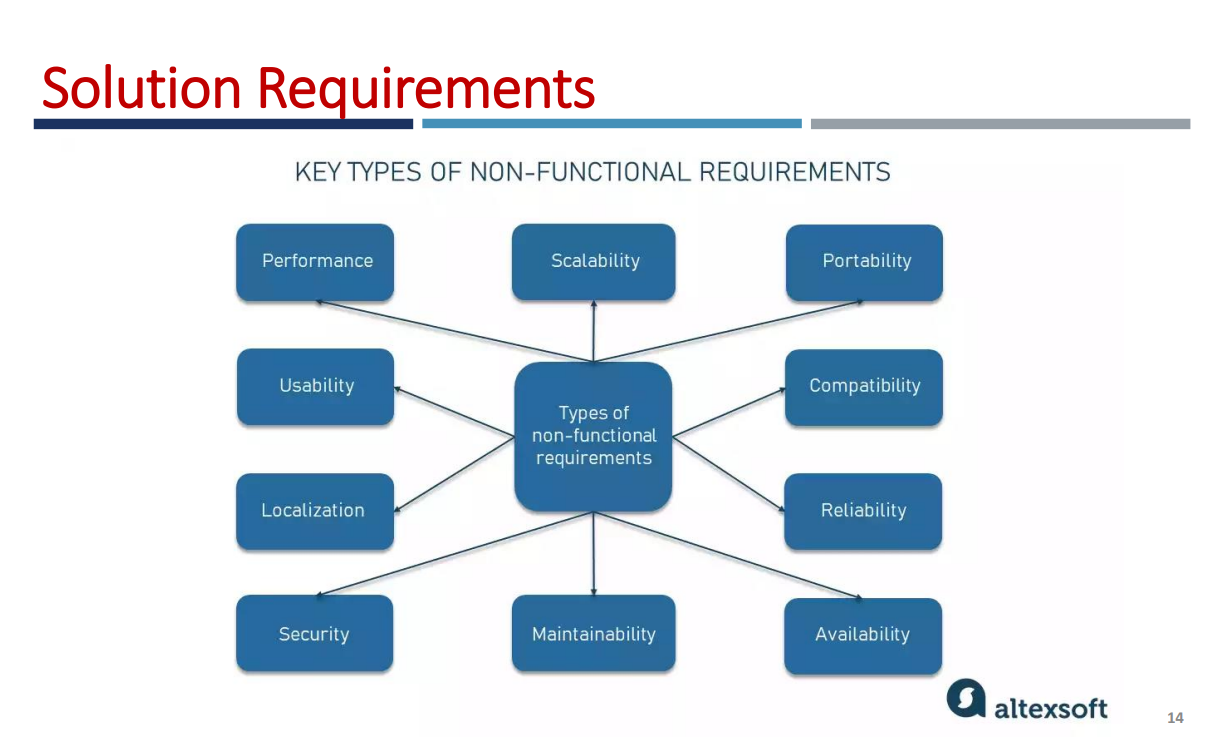 Solution Requirements
KEY TYPES OF NON-FUNCTIONAL REQUIREMENTS
Performance
Scalability
Portability
Usability
Types of
non-functional
requirements
Compatibility
Localization
Reliability
Security
Maintainability
Availability
altexsoft
14